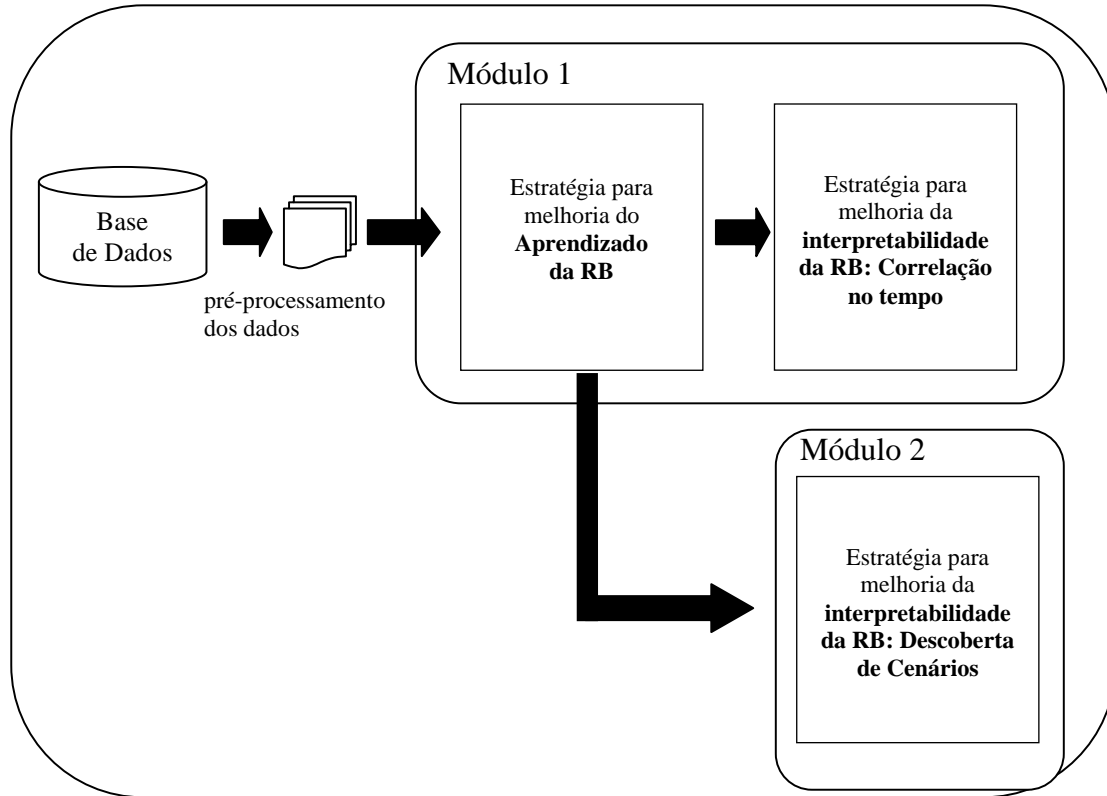 Módulo 1
Base
de Dados
pré-processamento
dos dados
Estratégia para
melhoria do
Aprendizado
da RB
Estratégia para
melhoria da
interpretabilidade
da RB: Correlação
no tempo
Módulo 2
Estratégia para
melhoria da
interpretabilidade
da RB: Descoberta
de Cenários